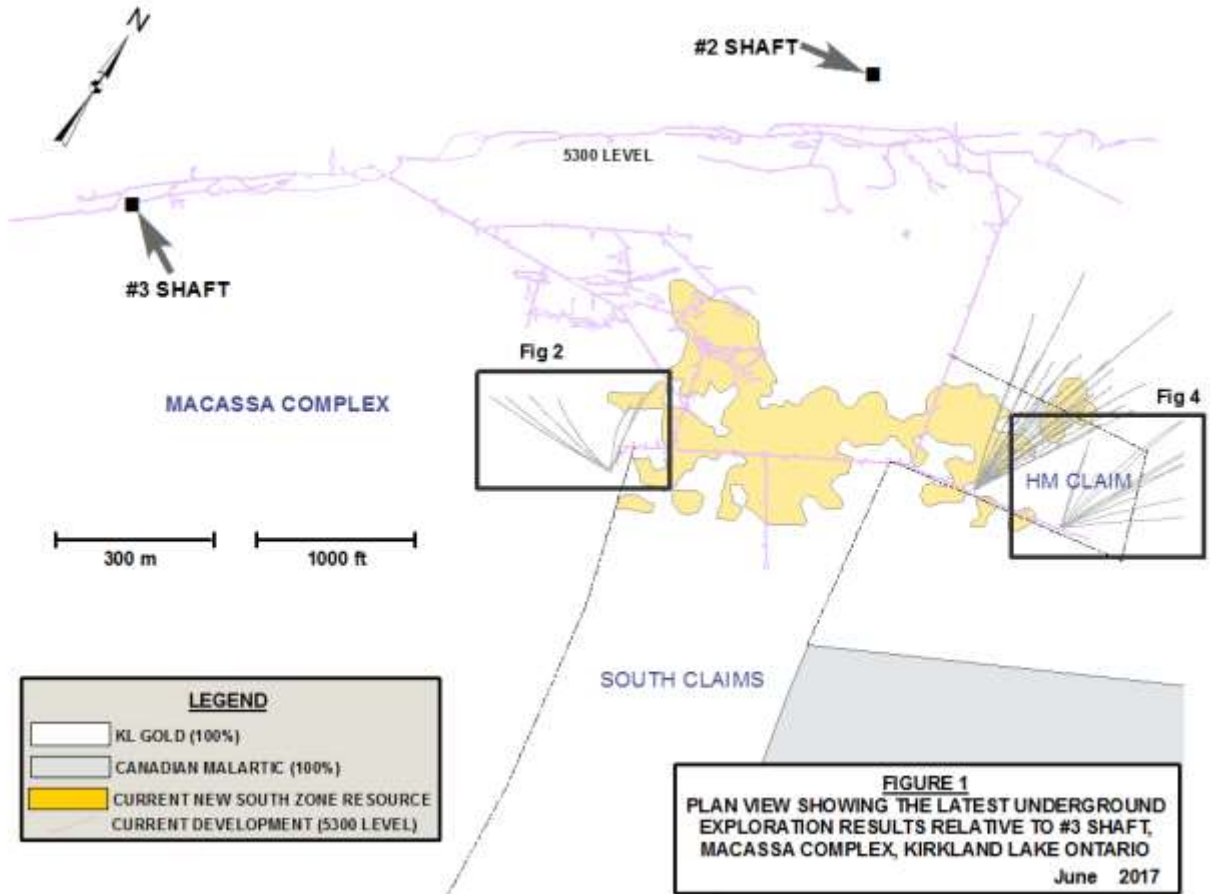 N
#2 SHAFT
5300 LEVEL
#3 SHAFT
Fig 2
MACASSA COMPLEX
Fig 4
HM CLAIM
300 m
1000 ft
SOUTH CLAIMS
LEGEND
KL GOLD (100%)
CANADIAN MALARTIC (100%)
CURRENT NEW SOUTH ZONE RESOURCE
CURRENT DEVELOPMENT (5300 LEVEL)
FIGURE 1
PLAN VIEW SHOWING THE LATEST UNDERGROUND
EXPLORATION RESULTS RELATIVE TO #3 SHAFT,
MACASSA COMPLEX, KIRKLAND LAKE ONTARIO
June 2017